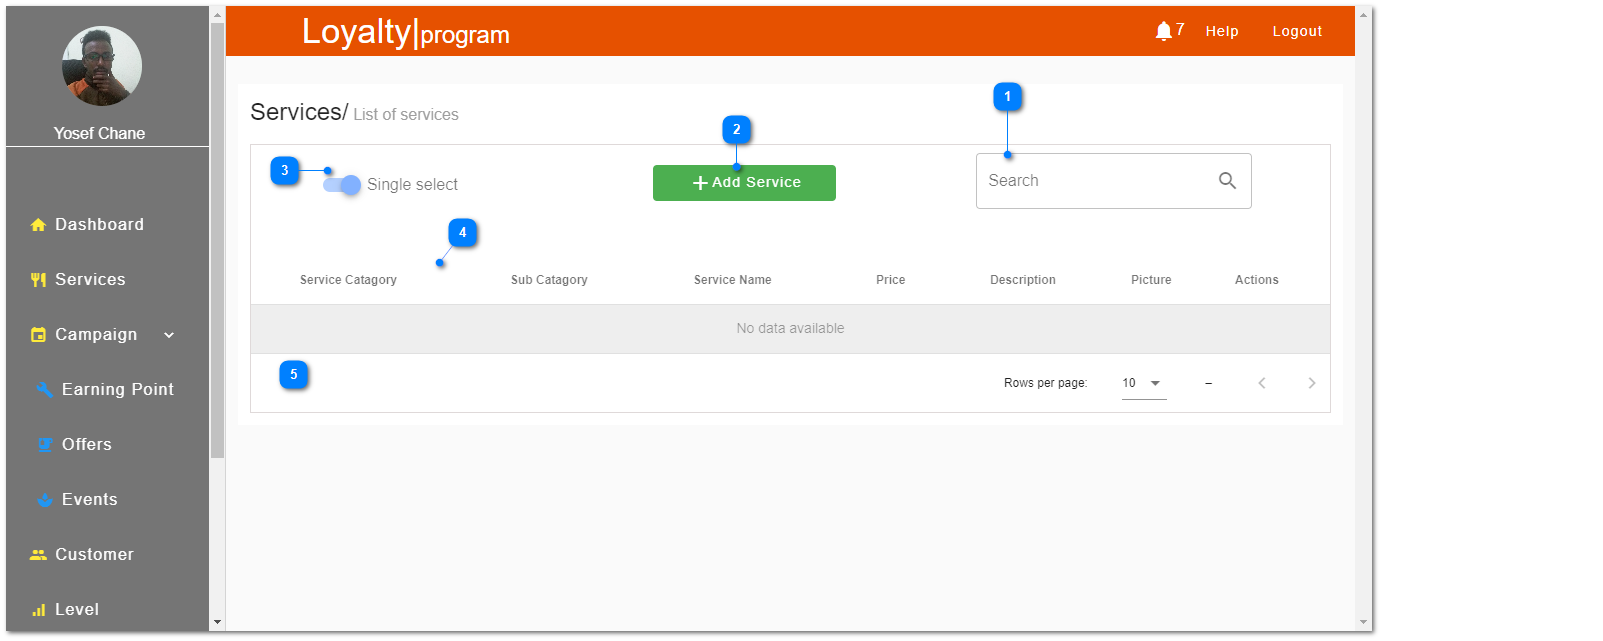 Loyalty|program
7
Help
Logout
Yosef Chane
Dashboard
Services
Campaign
Earning Point
Offers
Events
Customer
Level
Services/ List of services
1
2
3
Single select
Add Service
Search
4
Service Catagory Sub Catagory Service Name Price Description Picture Actions
No data available
5
Rows per page: 10 –